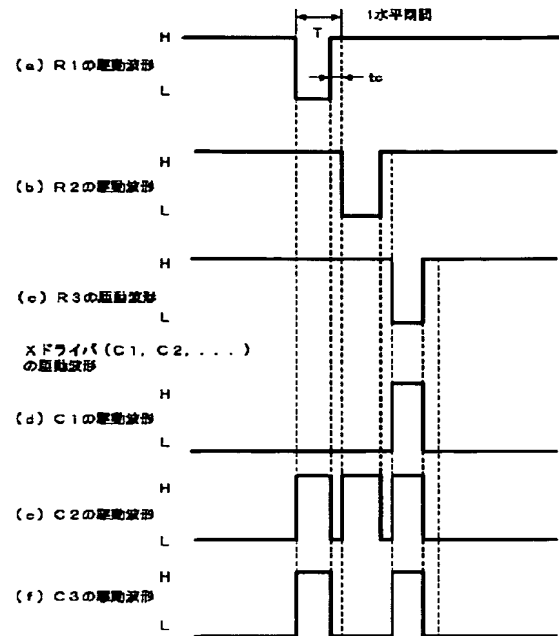 1水平期間
T
tc
H
(a) R1の駆動波形
L
H
(b) R2の駆動波形
L
H
(c) R3の駆動波形
L
Xドライバ(C1, C2, ....)
の駆動波形
H
(d) C1の駆動波形
L
H
(e) C2の駆動波形
L
H
(f) C3の駆動波形
L